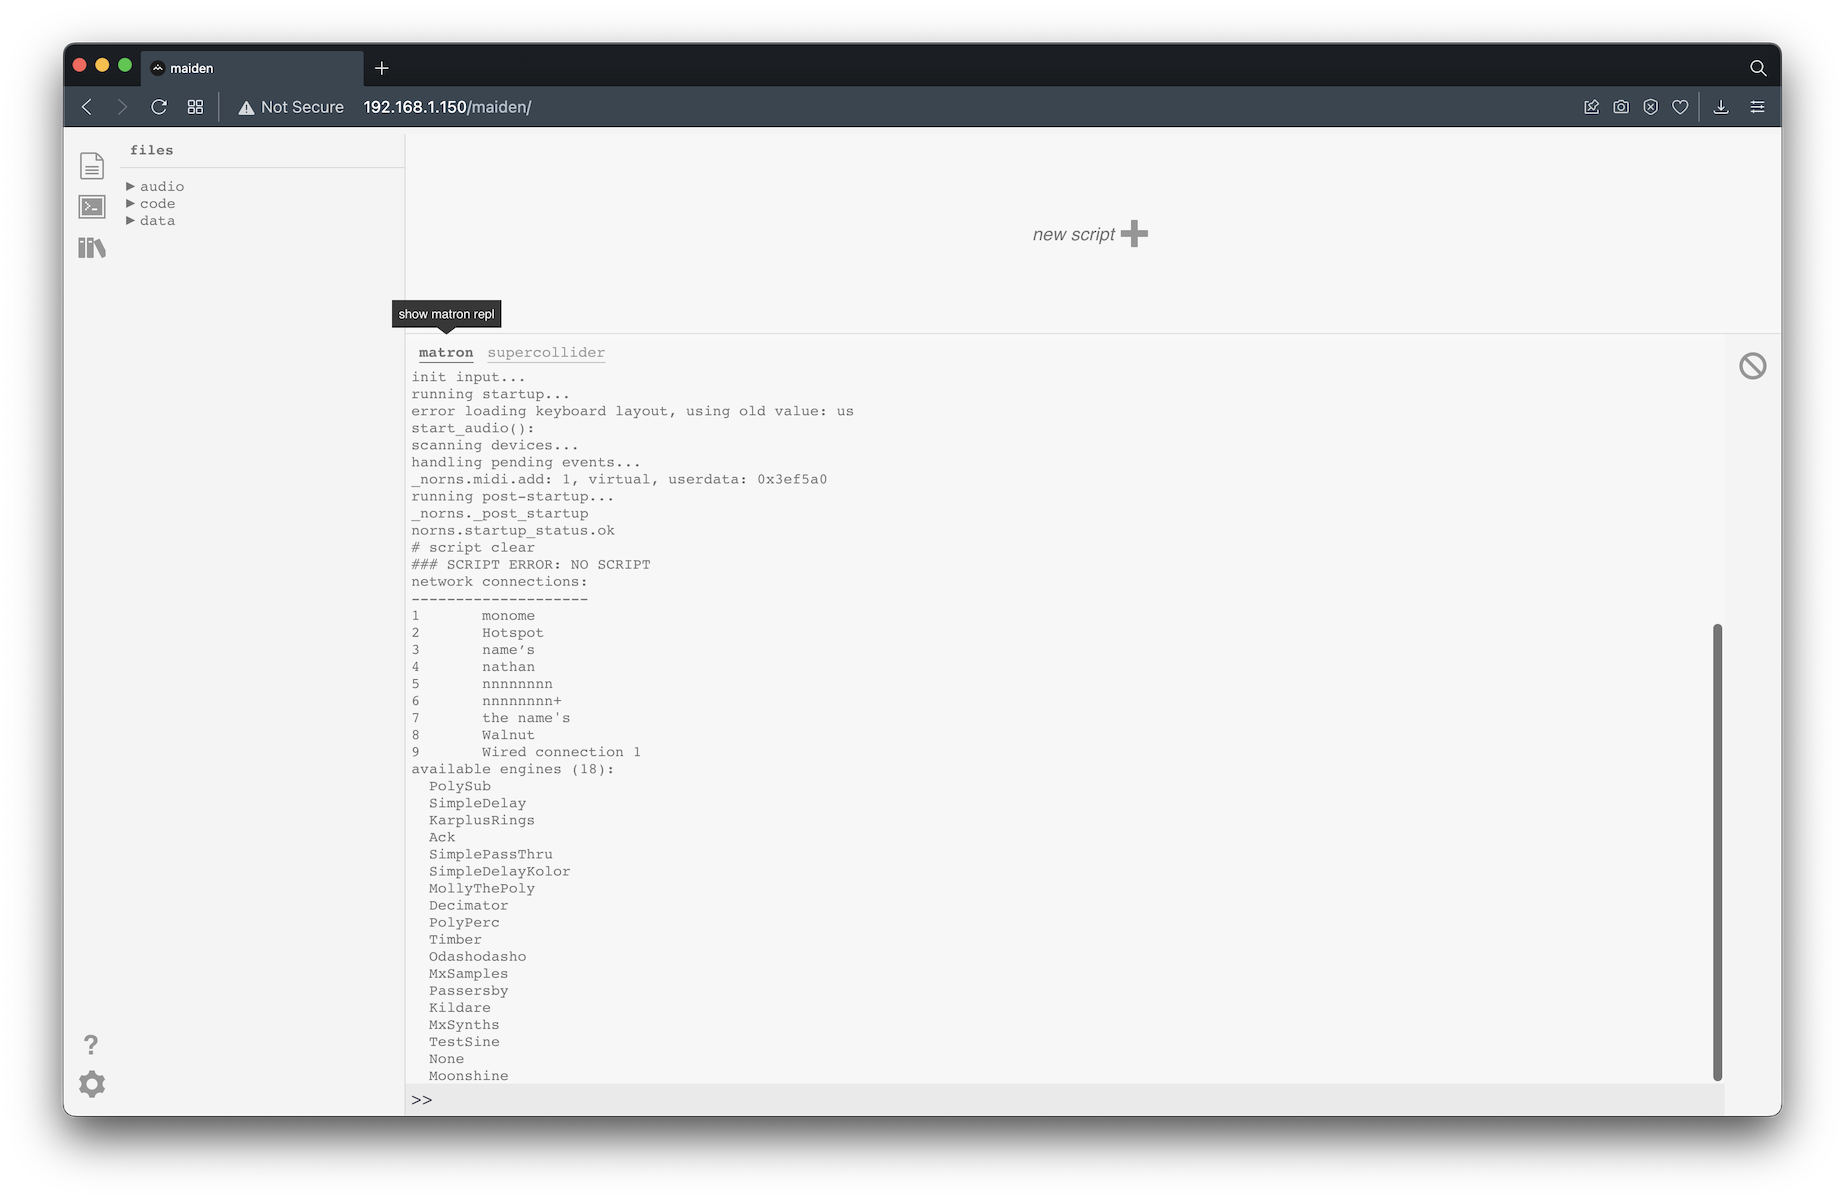 maiden
Not Secure 192.168.1.150/maiden/
files
audio
code
data
new script
show matron repl
matron supercollider
init input...
running startup...
error loading keyboard layout, using old value: us
start_audio():
scanning devices...
handling pending events...
_norns.midi.add: 1, virtual, userdata: 0x3ef5a0
running post-startup...
_norns._post_startup
norns.startup_status.ok
# script clear
### SCRIPT ERROR: NO SCRIPT
network connections:
--------------------
1 monome
2 Hotspot
3 name’s
4 nathan
5 nnnnnnnn
6 nnnnnnnn+
7 the name's
8 Walnut
9 Wired connection 1
available engines (18):
PolySub
SimpleDelay
KarplusRings
Ack
SimplePassThru
SimpleDelayKolor
MollyThePoly
Decimator
PolyPerc
Timber
Odashodasho
MxSamples
Passersby
Kildare
MxSynths
TestSine
None
Moonshine
>>